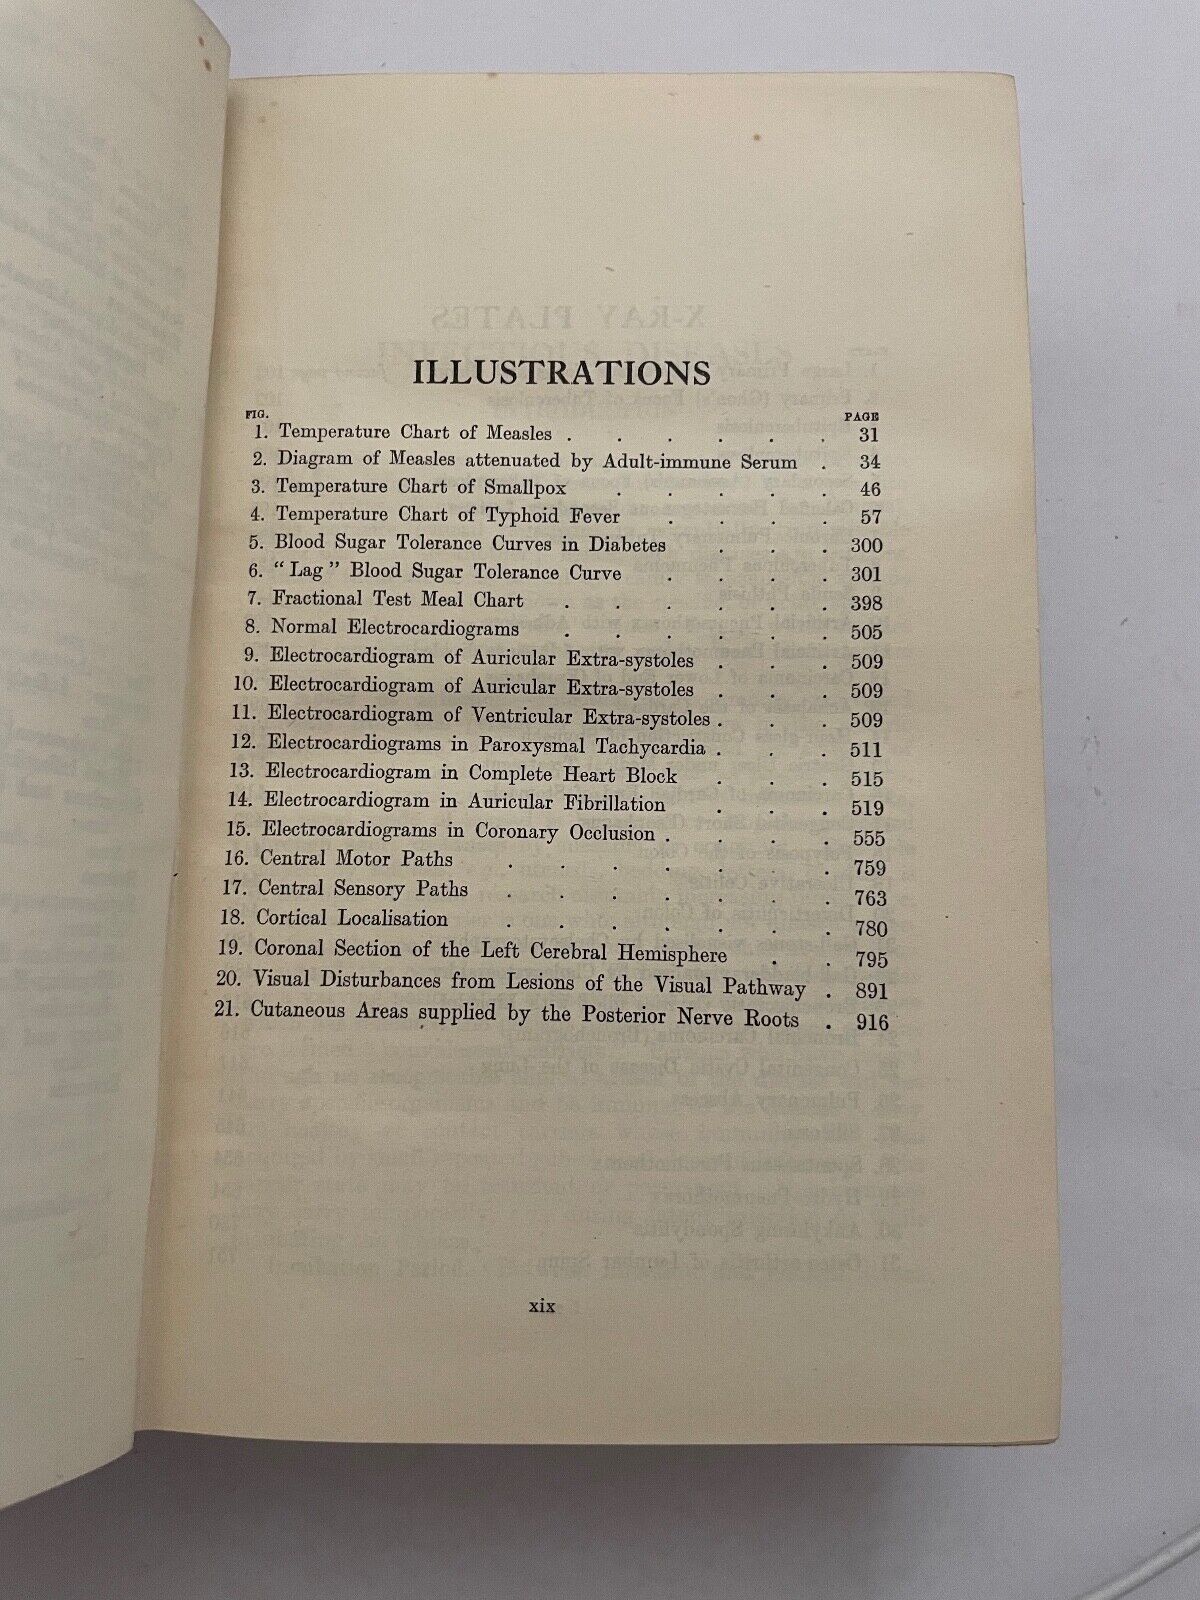 ILLUSTRATIONS
FIG. PAGE
1. Temperature Chart of Measles . . . . . . 31
2. Diagram of Measles attenuated by Adult-immune Serum . 34
3. Temperature Chart of Smallpox . . . . . 46
4. Temperature Chart of Typhoid Fever . . . . 57
5. Blood Sugar Tolerance Curves in Diabetes . . . 300
6. "Lag" Blood Sugar Tolerance Curve . . . . 301
7. Fractional Test Meal Chart . . . . . . 398
8. Normal Electrocardiograms . . . . . . 505
9. Electrocardiogram of Auricular Extra-systoles . . . 509
10. Electrocardiogram of Auricular Extra-systoles . . . 509
11. Electrocardiogram of Ventricular Extra-systoles . . . 509
12. Electrocardiograms in Paroxysmal Tachycardia . . . 511
13. Electrocardiogram in Complete Heart Block . . . 515
14. Electrocardiogram in Auricular Fibrillation . . . 519
15. Electrocardiograms in Coronary Occlusion . . . . 555
16. Central Motor Paths . . . . . . . 759
17. Central Sensory Paths . . . . . . . 763
18. Cortical Localisation . . . . . . . 780
19. Coronal Section of the Left Cerebral Hemisphere . . 795
20. Visual Disturbances from Lesions of the Visual Pathway . 891
21. Cutaneous Areas supplied by the Posterior Nerve Roots . 916
xix